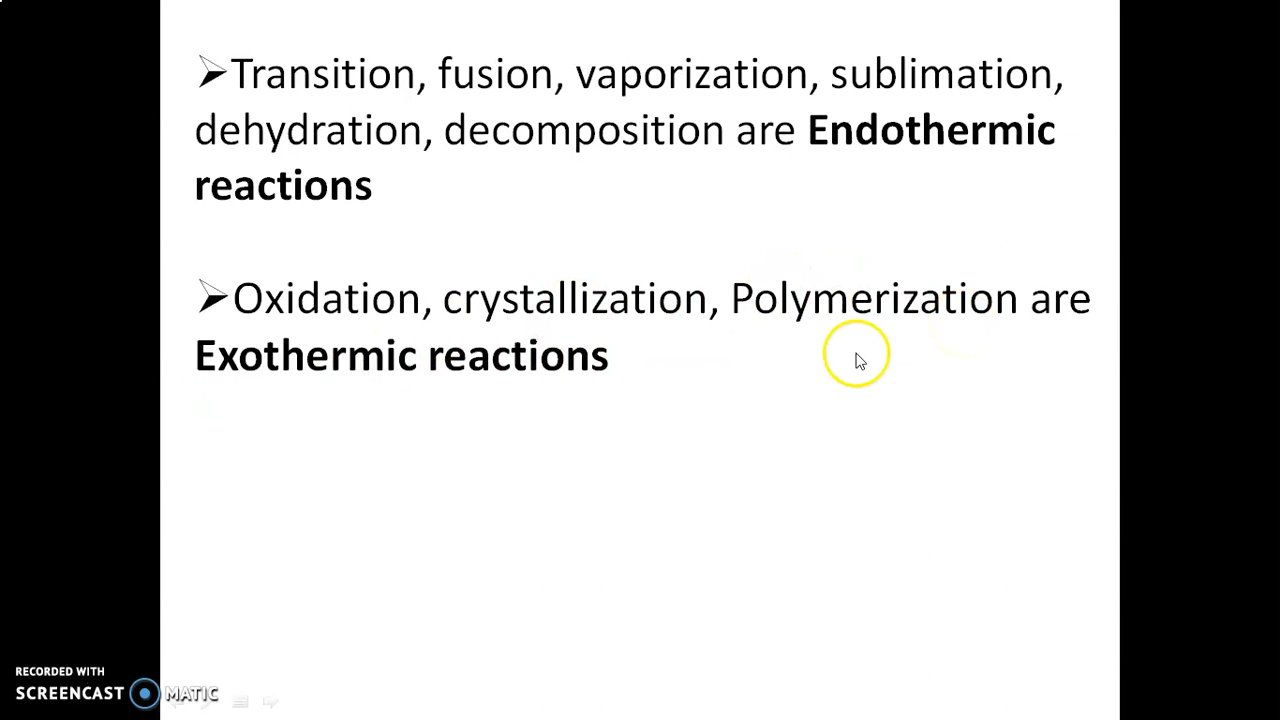 ➢Transition, fusion, vaporization, sublimation,
dehydration, decomposition are Endothermic
reactions
➢Oxidation, crystallization, Polymerization are
Exothermic reactions
RECORDED WITH
SCREENCAST MATIC